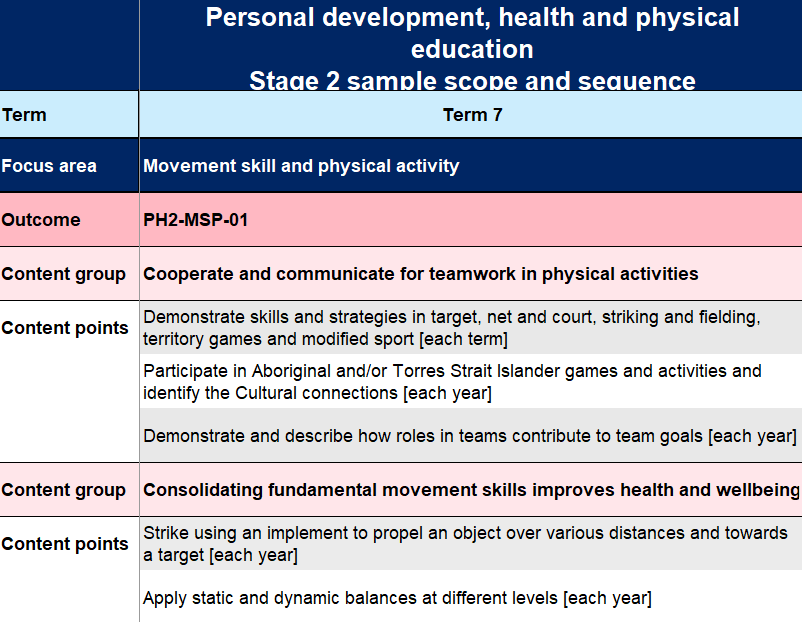 Personal development, health and physical
education
Stage 2 sample scope and sequence
Term
Term 7
Focus area
Movement skill and physical activity
Outcome
PH2-MSP-01
Content group
Cooperate and communicate for teamwork in physical activities
Content points
Demonstrate skills and strategies in target, net and court, striking and fielding,
territory games and modified sport [each term]
Participate in Aboriginal and/or Torres Strait Islander games and activities and
identify the Cultural connections [each year]
Demonstrate and describe how roles in teams contribute to team goals [each year]
Content group
Consolidating fundamental movement skills improves health and wellbeing
Content points
Strike using an implement to propel an object over various distances and towards
a target [each year]
Apply static and dynamic balances at different levels [each year]